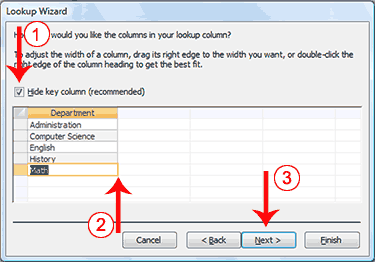 Lookup Wizard
1
would you like the columns in your lookup column?
To adjust the width of a column, drag its right edge to the width you want, or double-click the
right edge of the column heading to get the best fit.
Hide key column (recommended)
Department
Administration
Computer Science
English
History
Math
3
2
Cancel < Back Next > Finish